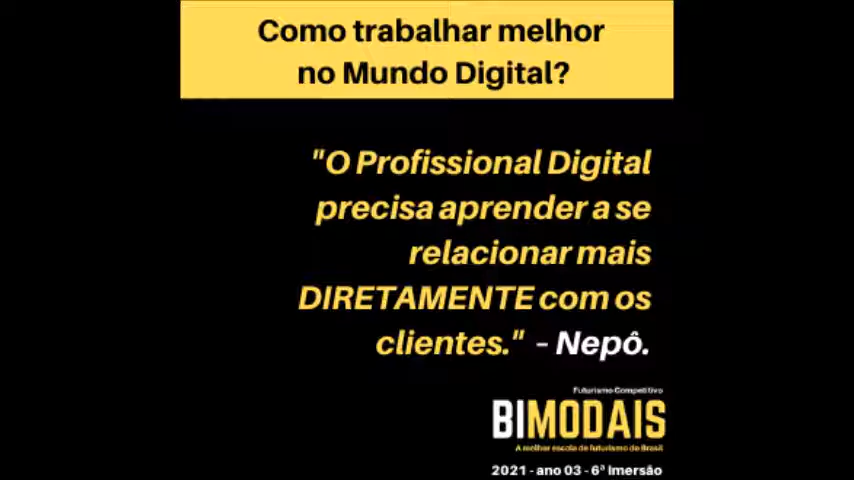 Como trabalhar melhor
no Mundo Digital?
"O Profissional Digital
precisa aprender a se
relacionar mais
DIRETAMENTE com os
clientes." - Nepô.
Futurismo Competitivo
BIMODAIS
A melhor escola de futurismo do Brasil
2021 - ano 03 - 6ª Imersão